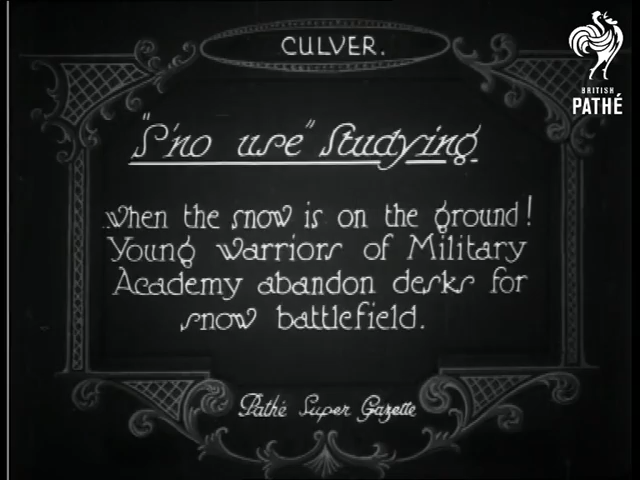 CULVER.
BRITISH
PATHÉ
"S'no use" Studying
..when the snow is on the ground!
Young warriors of Military
Academy abandon desks for
snow battlefield.
Pathé Super Gazette